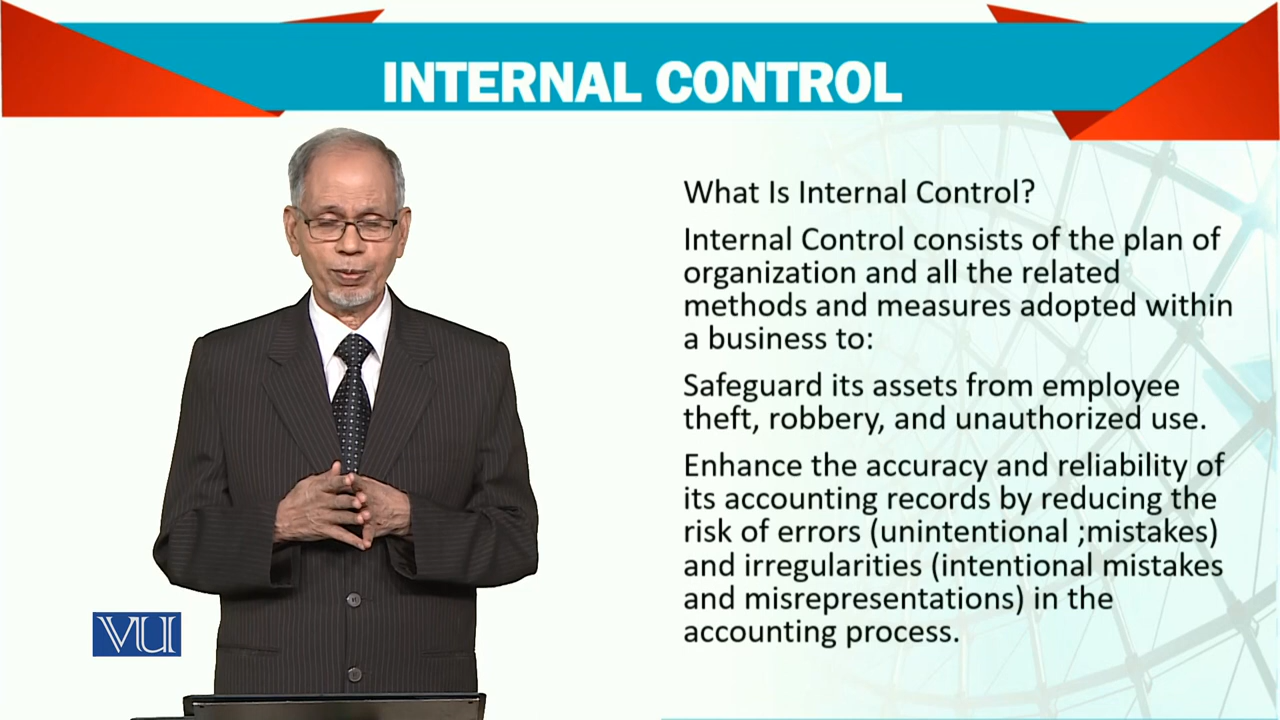 INTERNAL CONTROL
What Is Internal Control?
Internal Control consists of the plan of
organization and all the related
methods and measures adopted within
a business to:
Safeguard its assets from employee
theft, robbery, and unauthorized use.
Enhance the accuracy and reliability of
its accounting records by reducing the
risk of errors (unintentional ;mistakes)
and irregularities (intentional mistakes
and misrepresentations) in the
accounting process.
VU